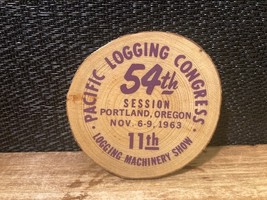 PACIFIC LOGGING CONGRESS
54th
SESSION
PORTLAND, OREGON
NOV. 6-9, 1963
11th
• LOGGING MACHINERY SHOW •